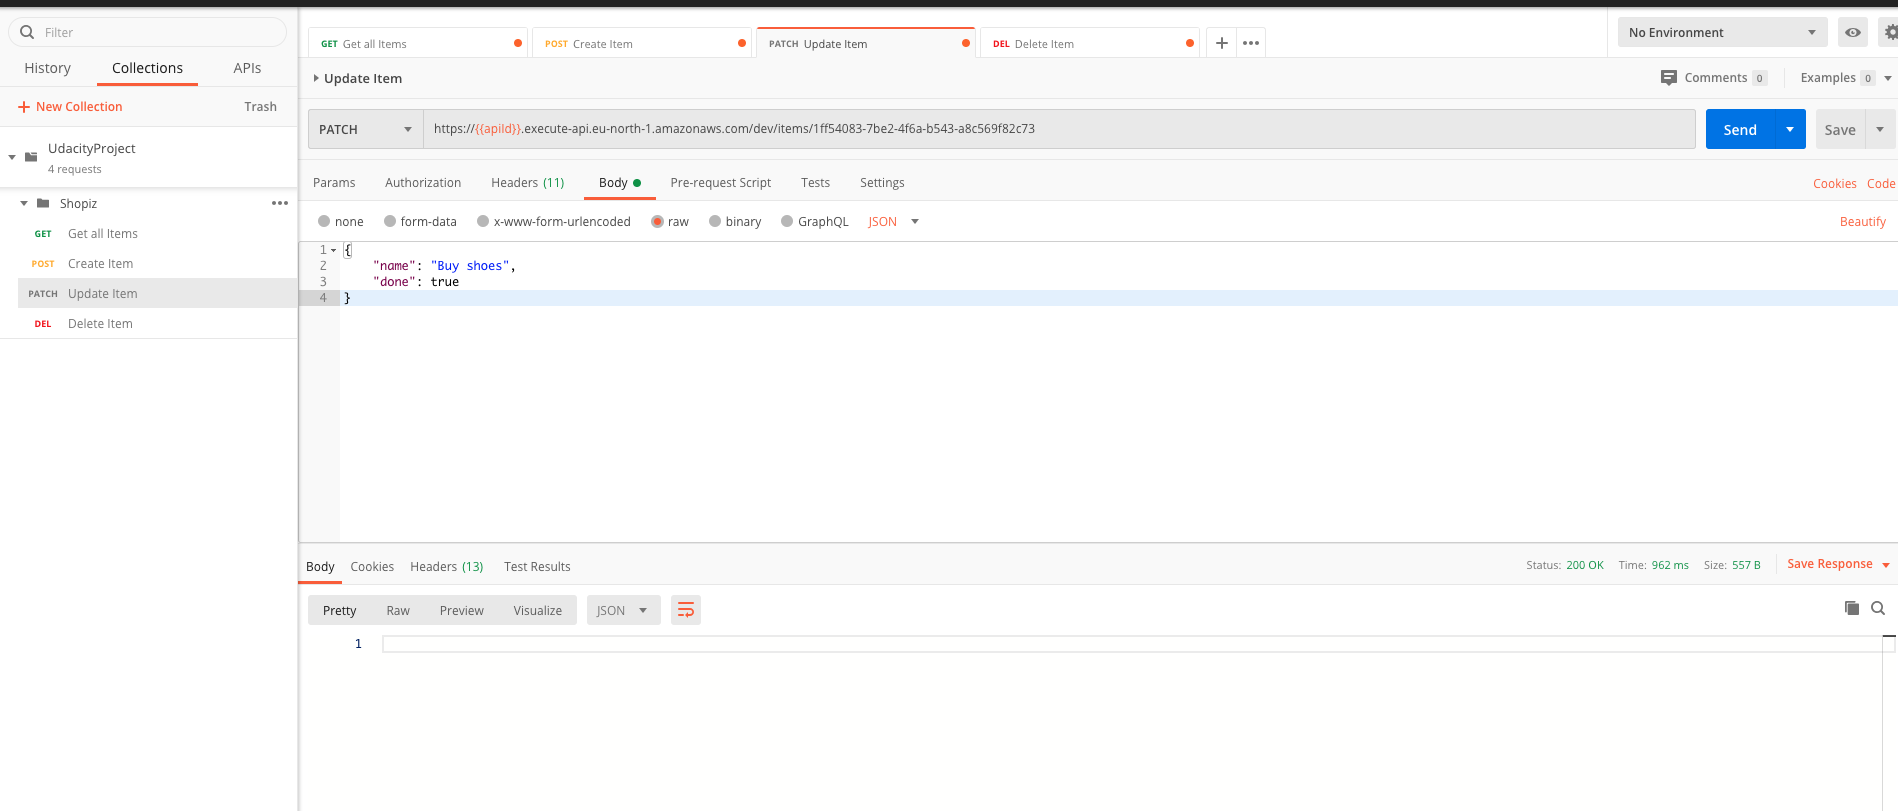 Filter
History Collections APIs
New Collection Trash
UdacityProject
4 requests
Shopiz
GET Get all Items
POST Create Item
PATCH Update Item
DEL Delete Item
GET Get all Items POST Create Item PATCH Update Item DEL Delete Item
No Environment
Update Item
Comments 0 Examples 0
PATCH https://{{apiId}}.execute-api.eu-north-1.amazonaws.com/dev/items/1ff54083-7be2-4f6a-b543-a8c569f82c73 Send Save
Params Authorization Headers (11) Body Pre-request Script Tests Settings Cookies Code
none form-data x-www-form-urlencoded raw binary GraphQL JSON Beautify
1 {
2 "name": "Buy shoes",
3 "done": true
4 }
Body Cookies Headers (13) Test Results Status: 200 OK Time: 962 ms Size: 557 B Save Response
Pretty Raw Preview Visualize JSON
1